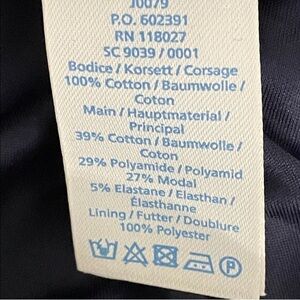 J0079
P.O. 602391
RN 118027
SC 9039 / 0001
Bodice / Korsett / Corsage
100% Cotton / Baumwolle /
Coton
Main / Hauptmaterial /
Principal
39% Cotton / Baumwolle /
Coton
29% Polyamide / Polyamid
27% Modal
5% Elastane / Elasthan /
Élasthanne
Lining / Futter / Doublure
100% Polyester
P